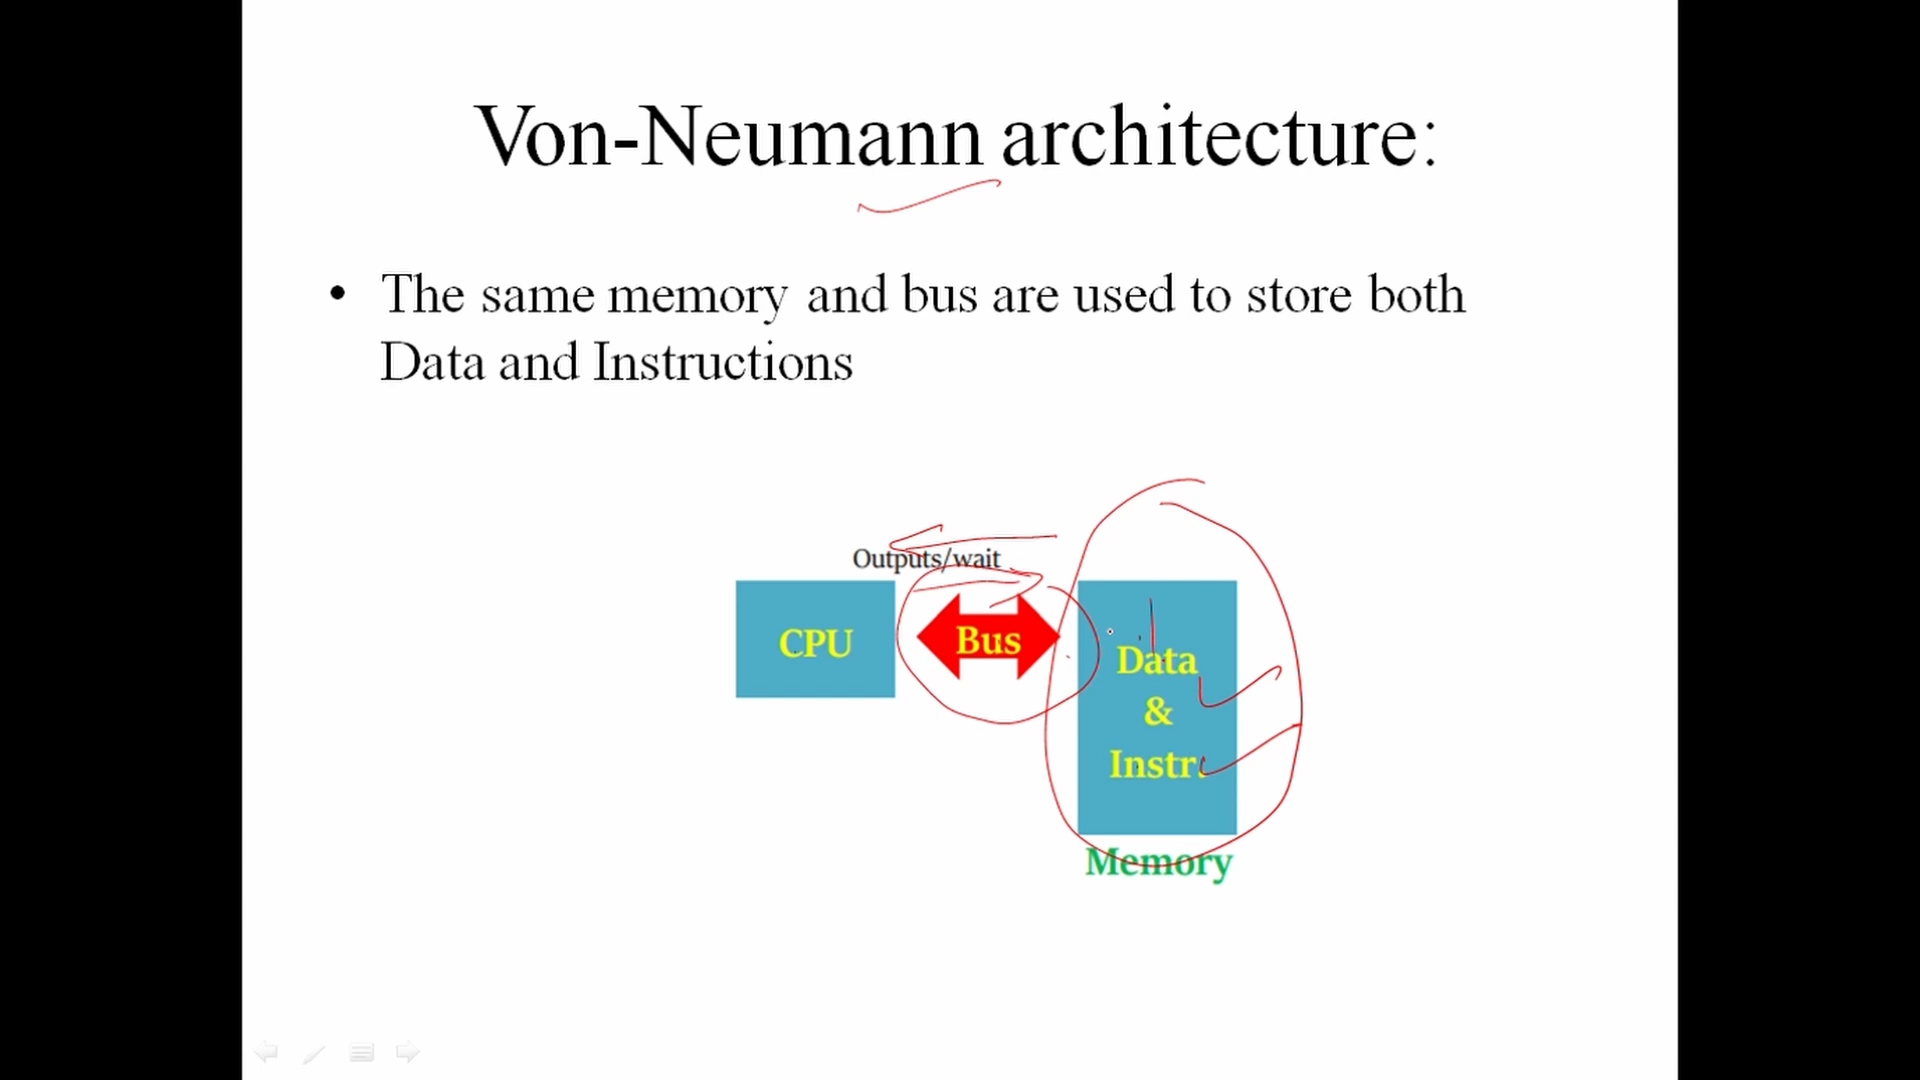 Von-Neumann architecture:
• The same memory and bus are used to store both
Data and Instructions
Outputs/wait
CPU
Bus
Data
&
Instr.
Memory